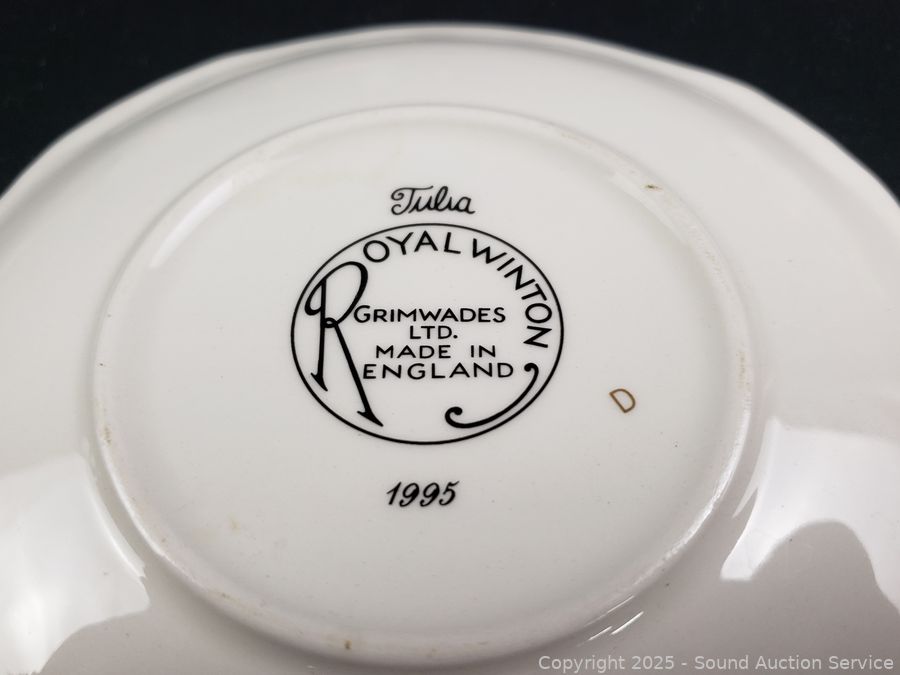 Julia
ROYAL WINTON
GRIMWADES
LTD.
MADE IN
ENGLAND
D
1995
Copyright 2025 - Sound Auction Service